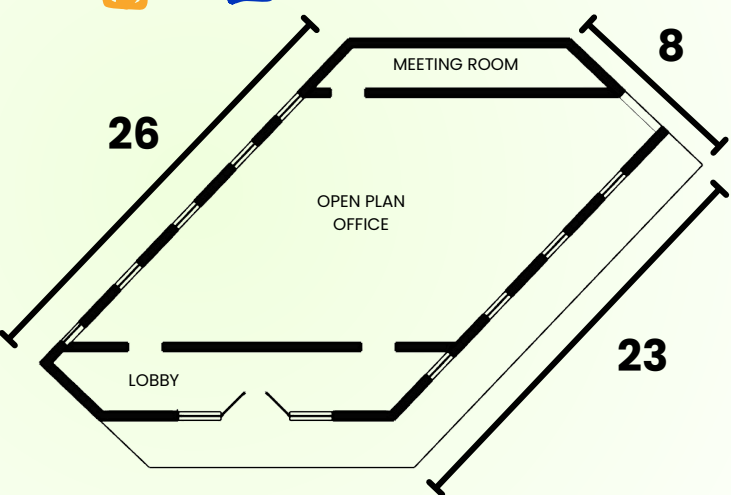 8
MEETING ROOM
26
OPEN PLAN
OFFICE
23
LOBBY